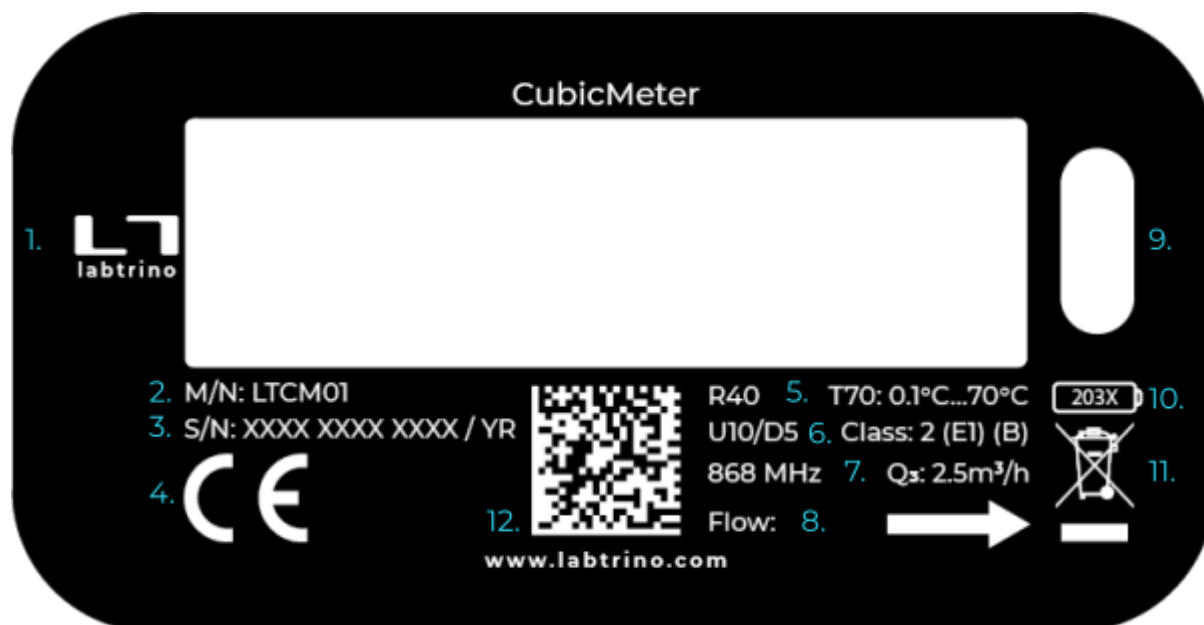 CubicMeter
1. labtrino
9.
2. M/N: LTCM01
R40 5. T70: 0.1°C...70°C
203X 10.
3. S/N: XXXX XXXX XXXX / YR
U10/D5 6. Class: 2 (E1) (B)
4. CE
868 MHz 7. Q₃: 2.5m³/h
11.
12.
Flow: 8.
www.labtrino.com